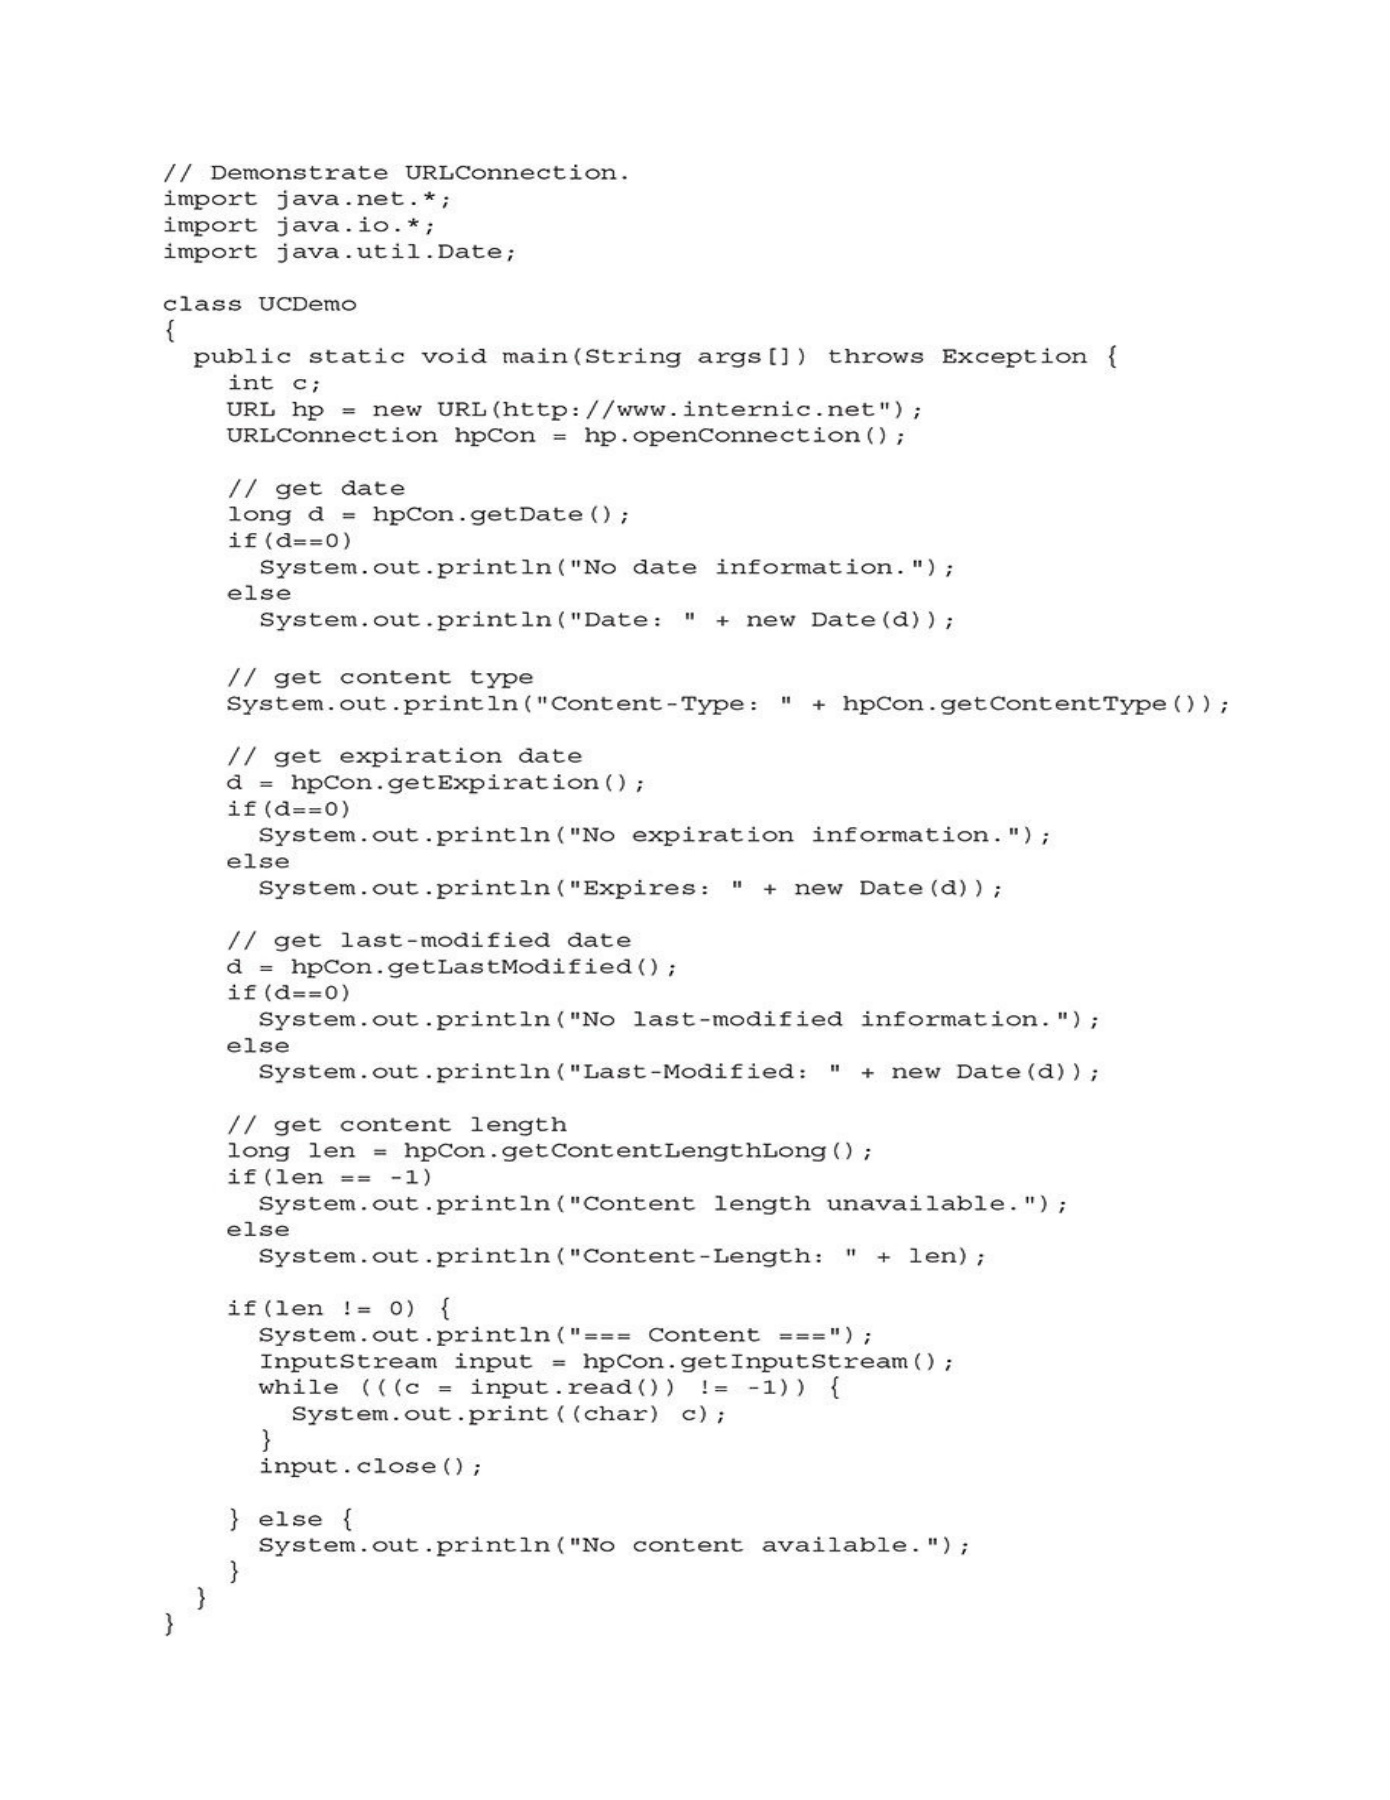 // Demonstrate URLConnection.
import java.net.*;
import java.io.*;
import java.util.Date;

class UCDemo
{
  public static void main(String args[]) throws Exception {
    int c;
    URL hp = new URL(http://www.internic.net");
    URLConnection hpCon = hp.openConnection();

    // get date
    long d = hpCon.getDate();
    if(d==0)
      System.out.println("No date information.");
    else
      System.out.println("Date: " + new Date(d));

    // get content type
    System.out.println("Content-Type: " + hpCon.getContentType());

    // get expiration date
    d = hpCon.getExpiration();
    if(d==0)
      System.out.println("No expiration information.");
    else
      System.out.println("Expires: " + new Date(d));

    // get last-modified date
    d = hpCon.getLastModified();
    if(d==0)
      System.out.println("No last-modified information.");
    else
      System.out.println("Last-Modified: " + new Date(d));

    // get content length
    long len = hpCon.getContentLengthLong();
    if(len == -1)
      System.out.println("Content length unavailable.");
    else
      System.out.println("Content-Length: " + len);

    if(len != 0) {
      System.out.println("=== Content ===");
      InputStream input = hpCon.getInputStream();
      while (((c = input.read()) != -1)) {
        System.out.print((char) c);
      }
      input.close();

    } else {
      System.out.println("No content available.");
    }
  }
}